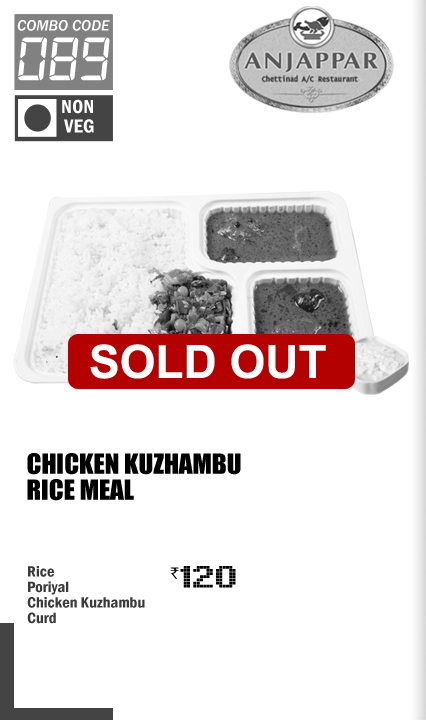 COMBO CODE
089
NON
VEG
ANJAPPAR
Chettinad A/C Restaurant
SOLD OUT
CHICKEN KUZHAMBU
RICE MEAL
Rice
Poriyal
Chicken Kuzhambu
Curd
₹120